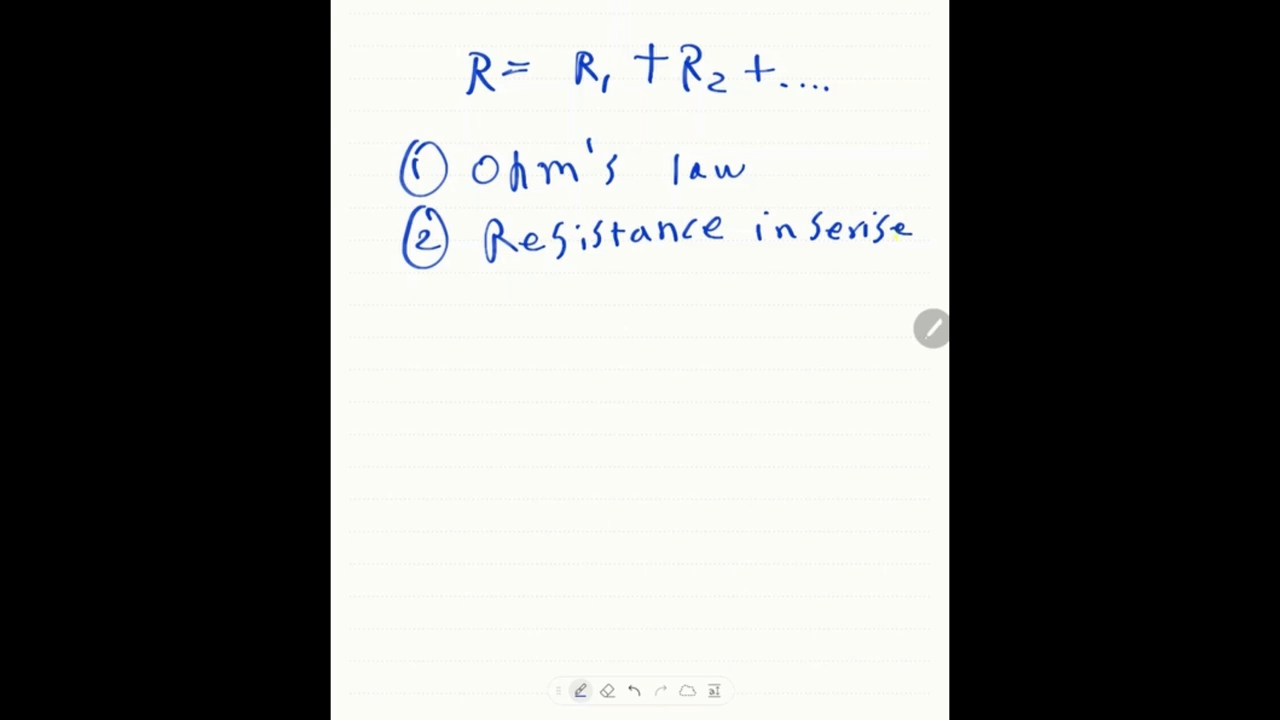 R = R₁ + R₂ + ....
① Ohm's law
② Resistance in serise